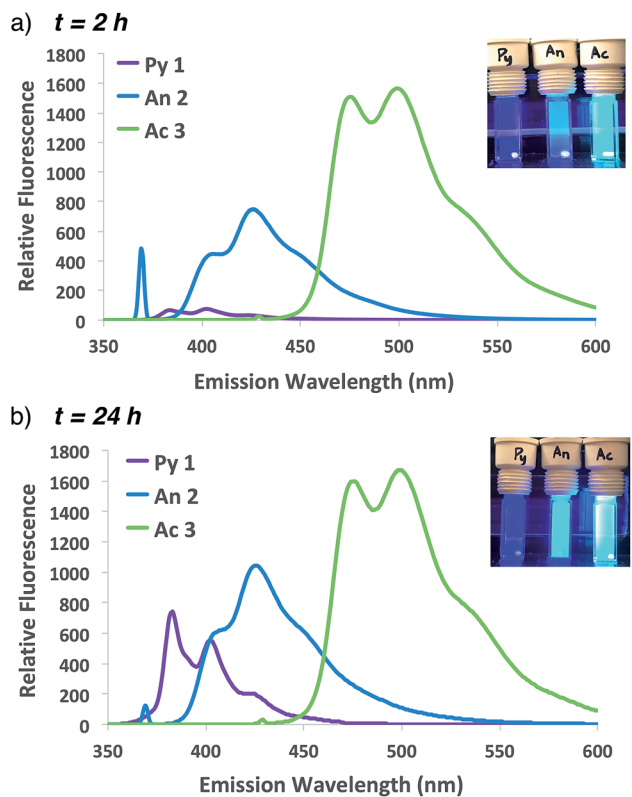 a) t = 2 h
1800
1600
1400
1200
1000
800
600
400
200
0
Relative Fluorescence
Py 1
An 2
Ac 3
Py An Ac
350 400 450 500 550 600
Emission Wavelength (nm)
b) t = 24 h
1800
1600
1400
1200
1000
800
600
400
200
0
Relative Fluorescence
Py 1
An 2
Ac 3
Py An Ac
350 400 450 500 550 600
Emission Wavelength (nm)